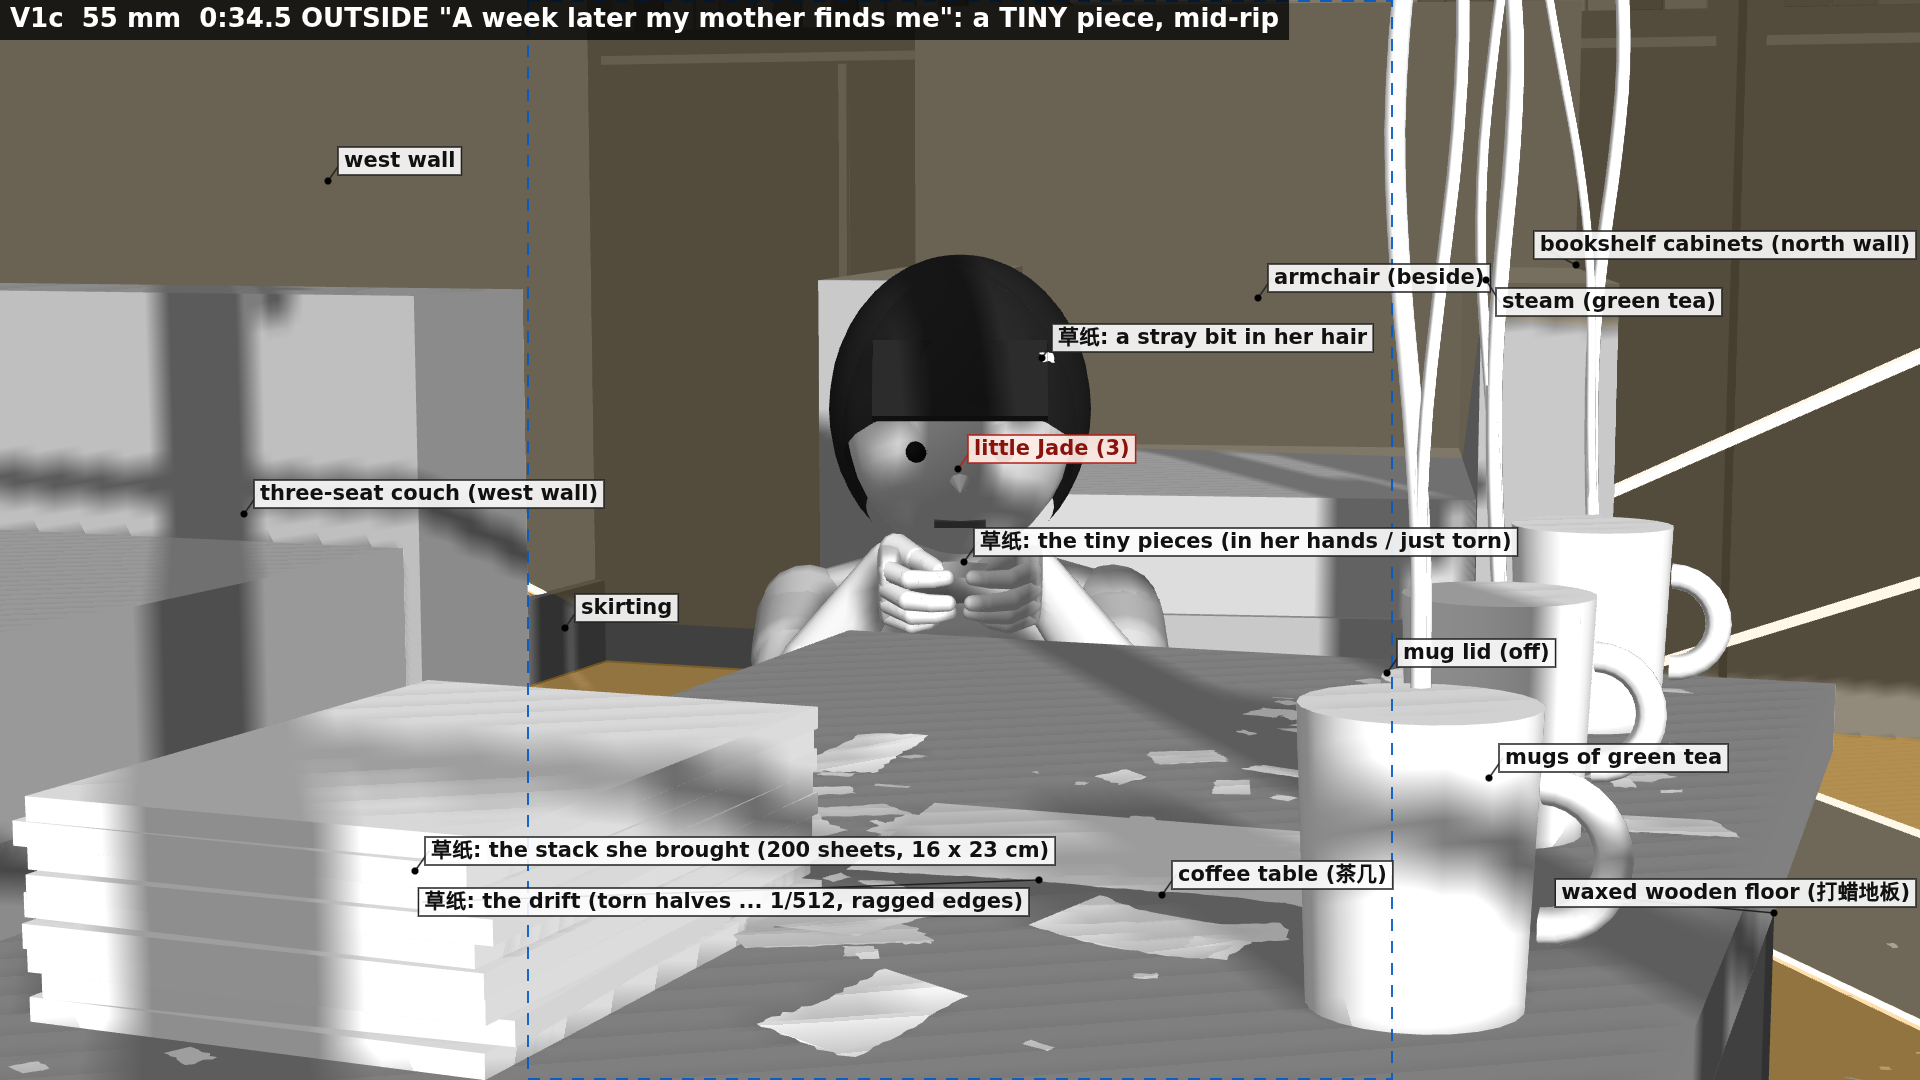 V1c  55 mm  0:34.5 OUTSIDE "A week later my mother finds me": a TINY piece, mid-rip
west wall
bookshelf cabinets (north wall)
armchair (beside)
steam (green tea)
草纸: a stray bit in her hair
little Jade (3)
three-seat couch (west wall)
草纸: the tiny pieces (in her hands / just torn)
skirting
mug lid (off)
mugs of green tea
草纸: the stack she brought (200 sheets, 16 x 23 cm)
coffee table (茶几)
waxed wooden floor (打蜡地板)
草纸: the drift (torn halves ... 1/512, ragged edges)